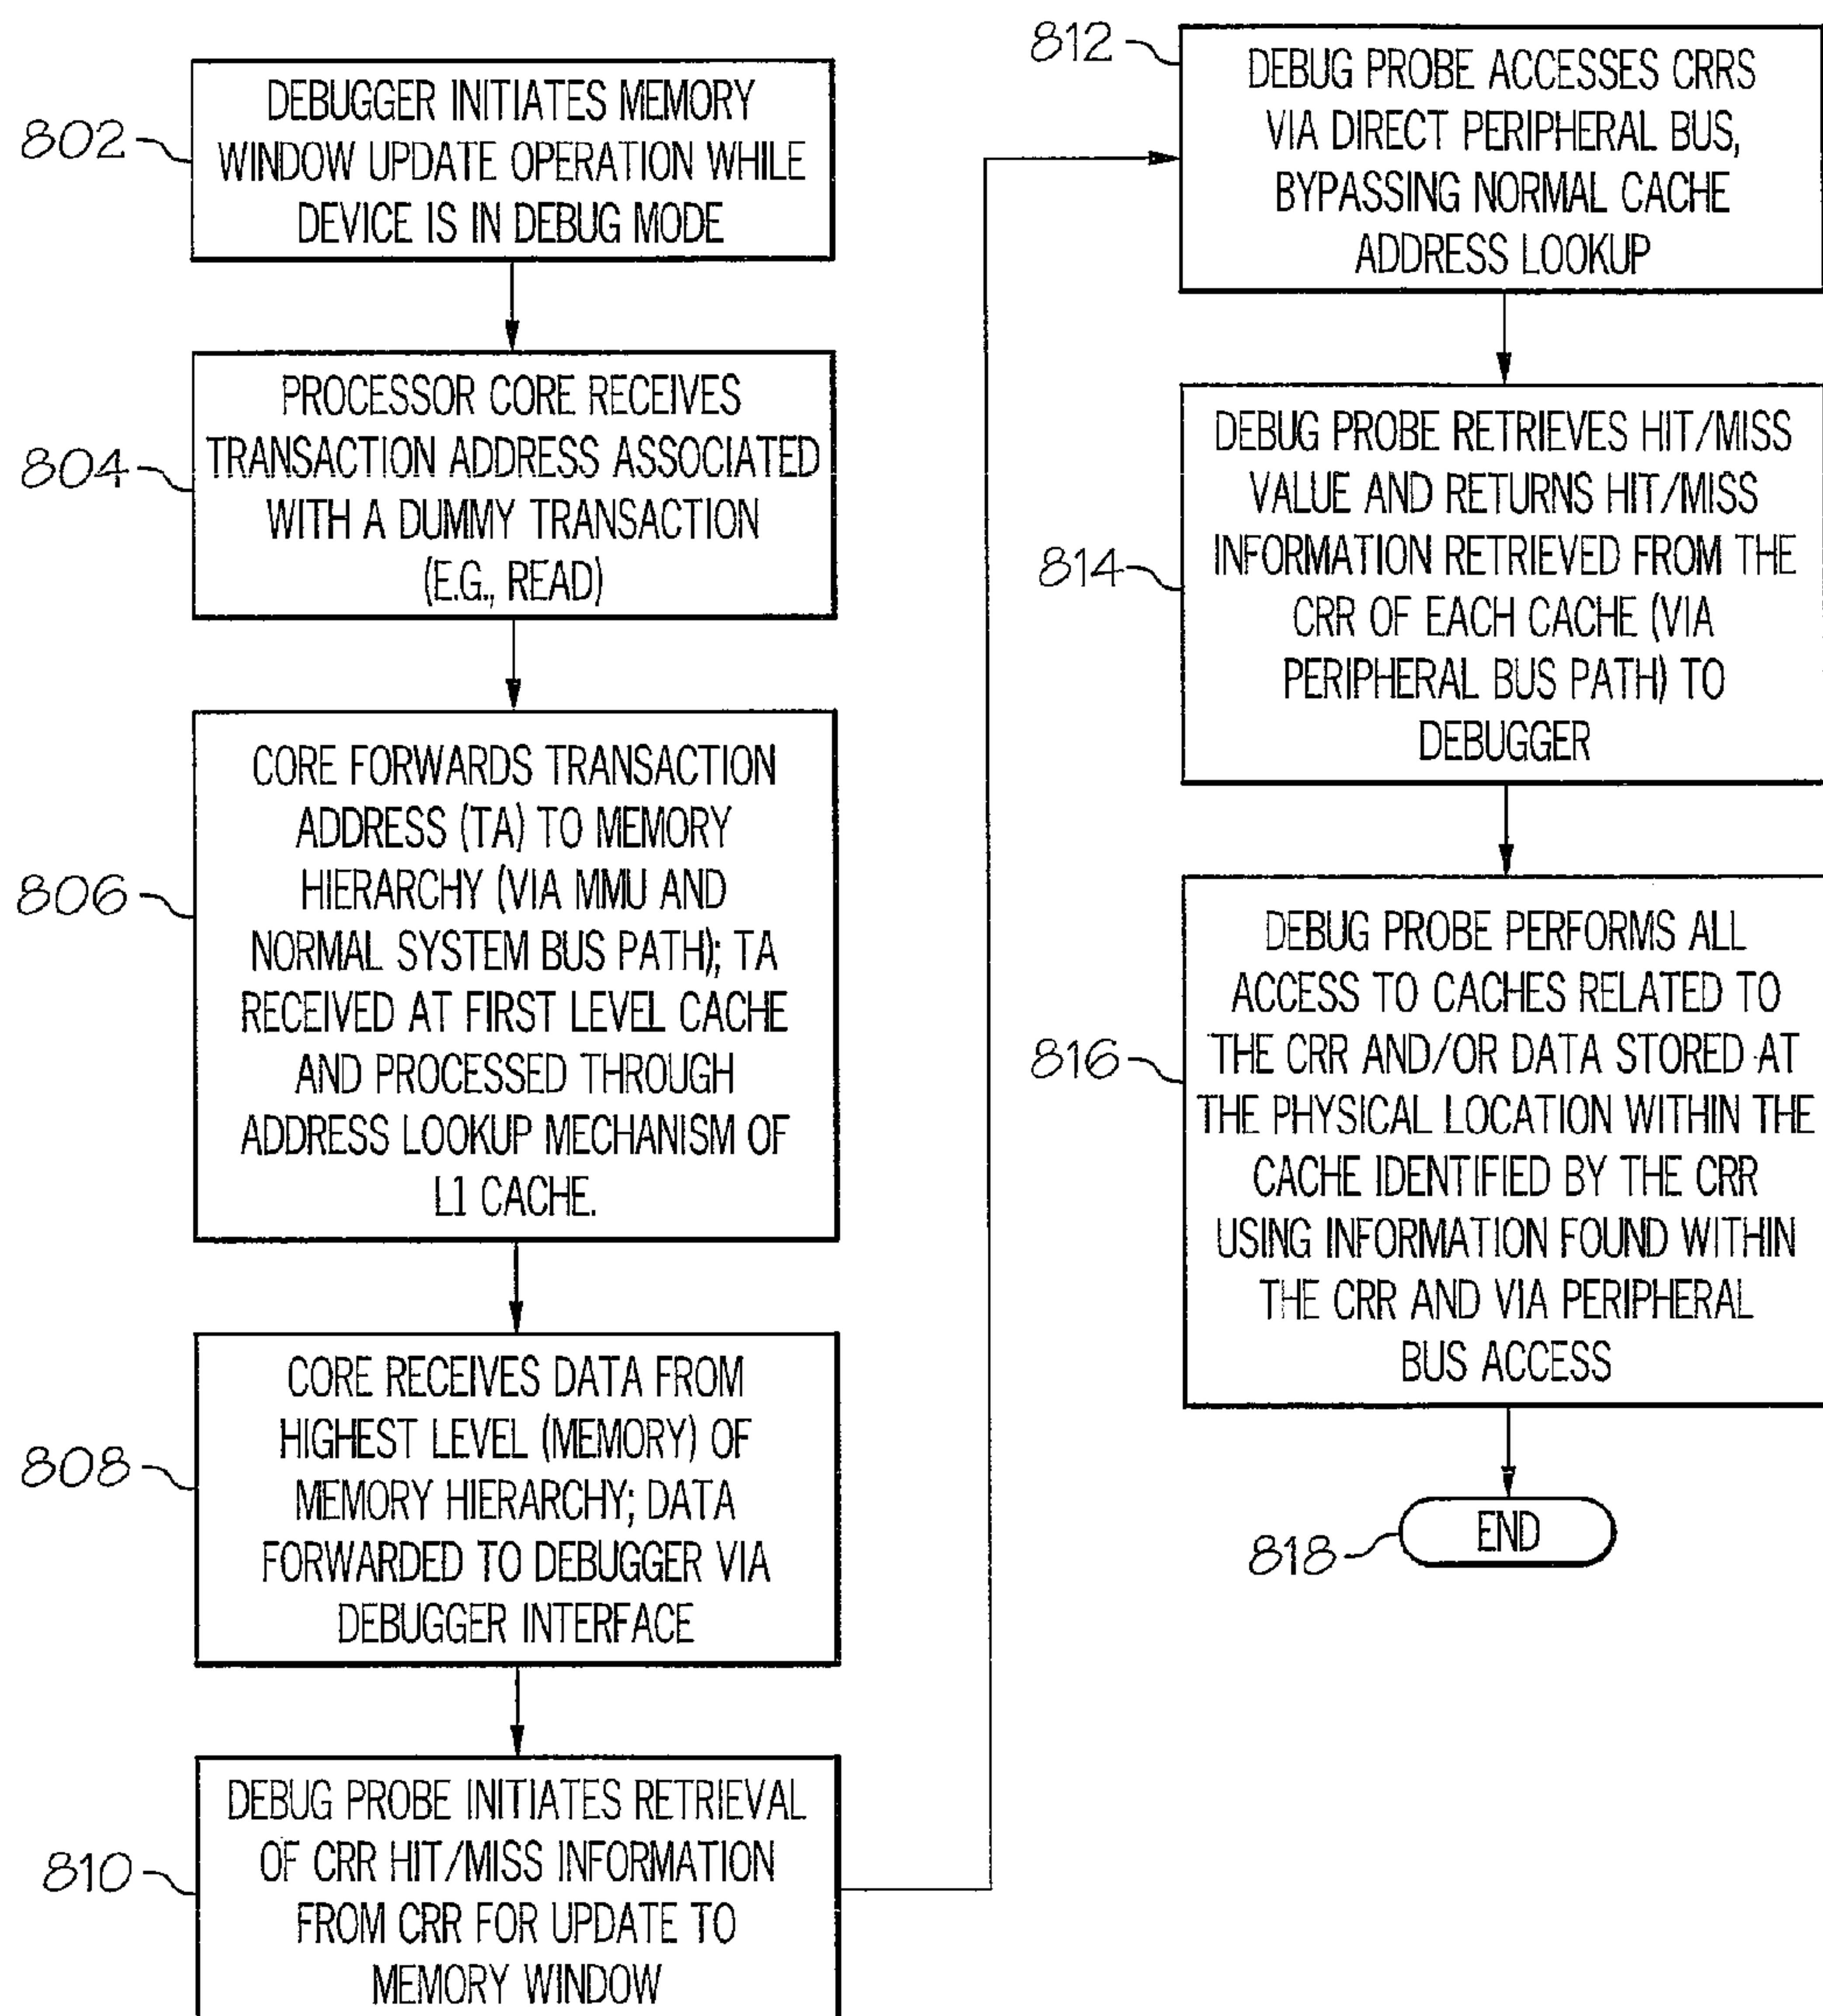 802
DEBUGGER INITIATES MEMORY
WINDOW UPDATE OPERATION WHILE
DEVICE IS IN DEBUG MODE
804
PROCESSOR CORE RECEIVES
TRANSACTION ADDRESS ASSOCIATED
WITH A DUMMY TRANSACTION
(E.G., READ)
806
CORE FORWARDS TRANSACTION
ADDRESS (TA) TO MEMORY
HIERARCHY (VIA MMU AND
NORMAL SYSTEM BUS PATH); TA
RECEIVED AT FIRST LEVEL CACHE
AND PROCESSED THROUGH
ADDRESS LOOKUP MECHANISM OF
L1 CACHE.
808
CORE RECEIVES DATA FROM
HIGHEST LEVEL (MEMORY) OF
MEMORY HIERARCHY; DATA
FORWARDED TO DEBUGGER VIA
DEBUGGER INTERFACE
810
DEBUG PROBE INITIATES RETRIEVAL
OF CRR HIT/MISS INFORMATION
FROM CRR FOR UPDATE TO
MEMORY WINDOW
812
DEBUG PROBE ACCESSES CRRS
VIA DIRECT PERIPHERAL BUS,
BYPASSING NORMAL CACHE
ADDRESS LOOKUP
814
DEBUG PROBE RETRIEVES HIT/MISS
VALUE AND RETURNS HIT/MISS
INFORMATION RETRIEVED FROM THE
CRR OF EACH CACHE (VIA
PERIPHERAL BUS PATH) TO
DEBUGGER
816
DEBUG PROBE PERFORMS ALL
ACCESS TO CACHES RELATED TO
THE CRR AND/OR DATA STORED AT
THE PHYSICAL LOCATION WITHIN THE
CACHE IDENTIFIED BY THE CRR
USING INFORMATION FOUND WITHIN
THE CRR AND VIA PERIPHERAL
BUS ACCESS
818
END